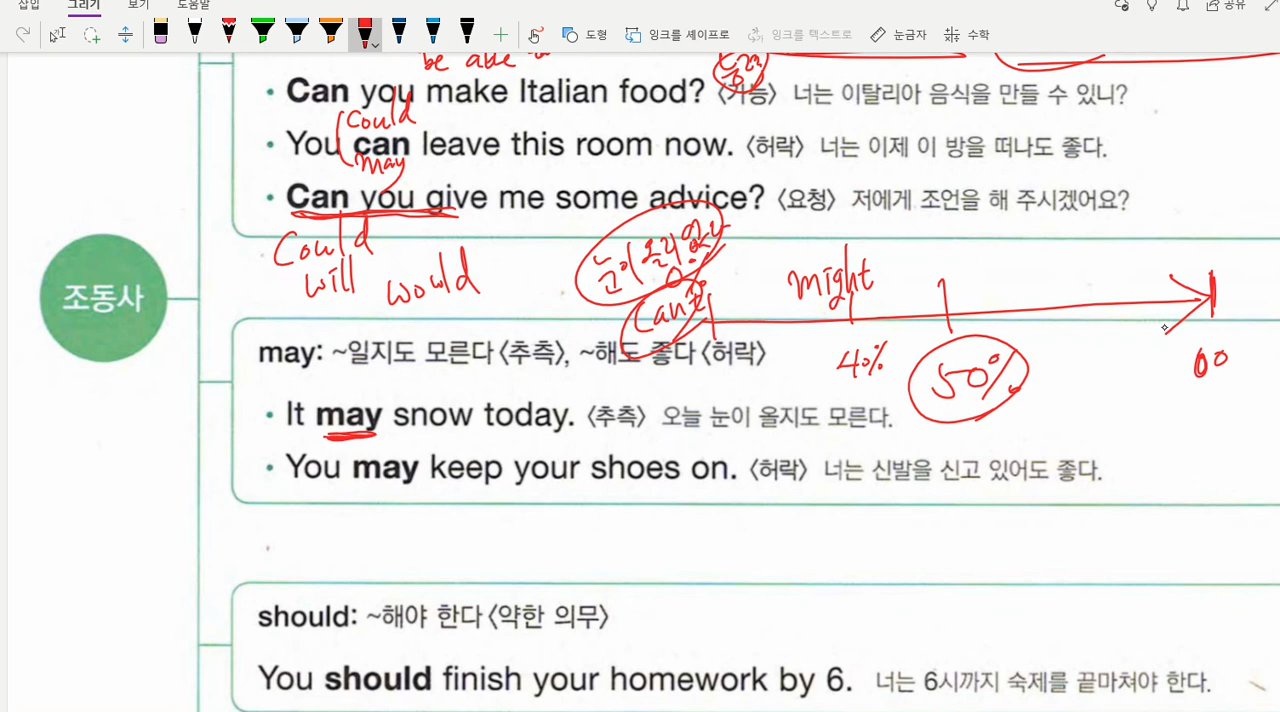 삽입 그리기 보기 도움말 공유
도형 잉크를 셰이프로 잉크를 텍스트로 눈금자 수학
be able
Can you make Italian food? 〈가능〉 너는 이탈리아 음식을 만들 수 있니?
could
You can leave this room now. 〈허락〉 너는 이제 이 방을 떠나도 좋다.
may
Can you give me some advice? 〈요청〉 저에게 조언을 해 주시겠어요?
Could
will would
눈이 올리 없다
can't
might
조동사
may: ~일지도 모른다〈추측〉, ~해도 좋다〈허락〉
40% 50% 00
It may snow today. 〈추측〉 오늘 눈이 올지도 모른다.
You may keep your shoes on. 〈허락〉 너는 신발을 신고 있어도 좋다.
should: ~해야 한다〈약한 의무〉
You should finish your homework by 6. 너는 6시까지 숙제를 끝마쳐야 한다.